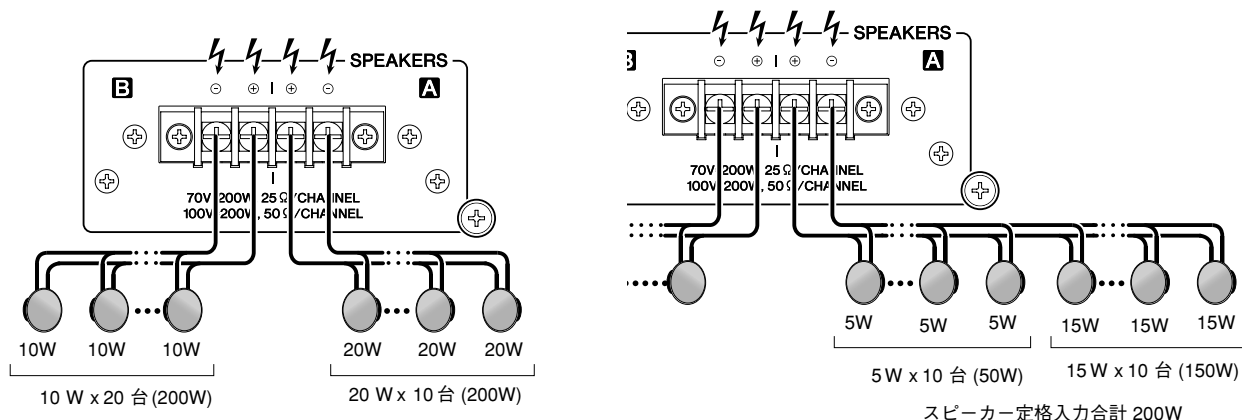 SPEAKERS
B
A
⊖ ⊕ I ⊕ ⊖
I
70V, 200W, 25 Ω/CHANNEL
100V, 200W, 50 Ω/CHANNEL
10W 10W 10W
20W 20W 20W
10 W x 20 台 (200W)
20 W x 10 台 (200W)
SPEAKERS
B
A
⊖ ⊕ I ⊕ ⊖
I
70V, 200W, 25 Ω/CHANNEL
100V, 200W, 50 Ω/CHANNEL
5W 5W 5W
15W 15W 15W
5 W x 10 台 (50W)
15 W x 10 台 (150W)
スピーカー定格入力合計 200W